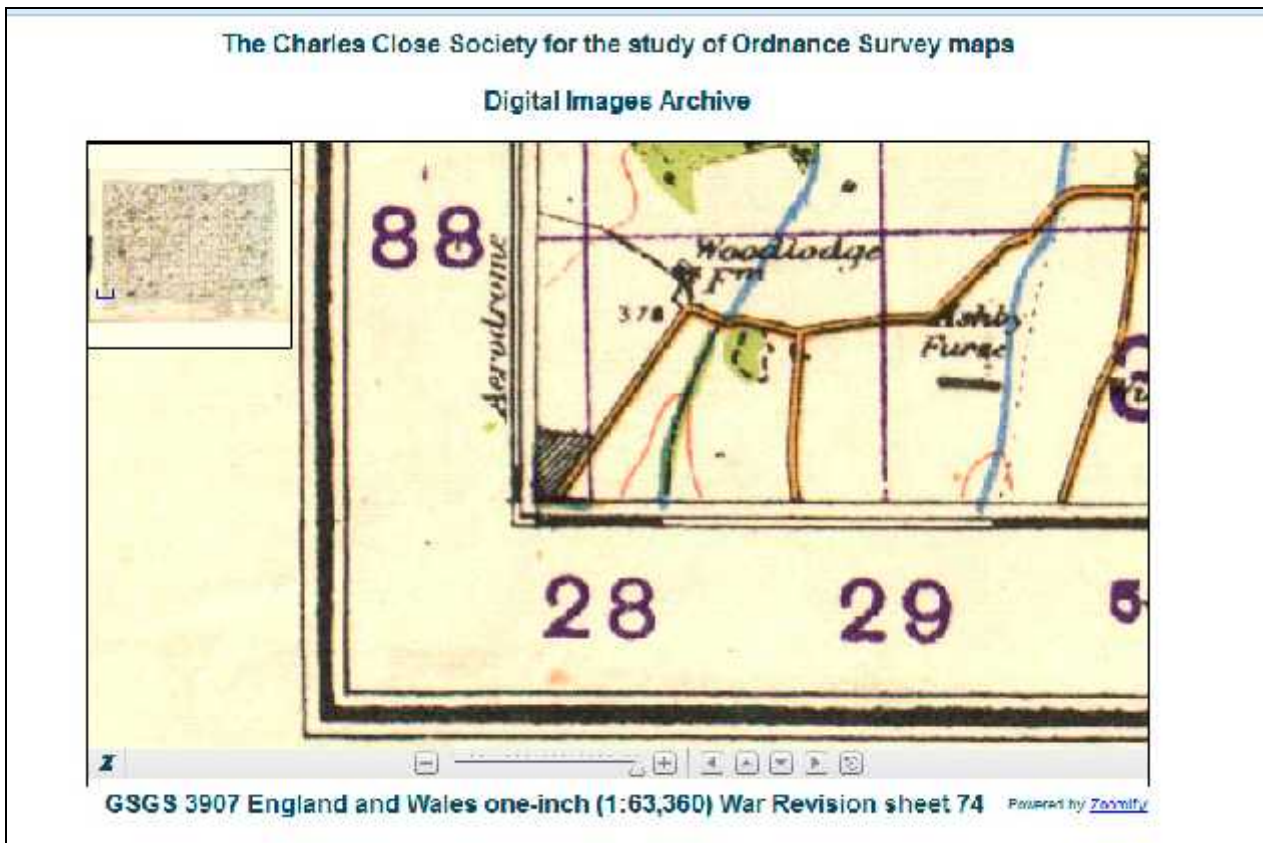 The Charles Close Society for the study of Ordnance Survey maps
Digital Images Archive
88
Aerodrome
Woodlodge
Fm
378
Furze
28
29
GSGS 3907 England and Wales one-inch (1:63,360) War Revision sheet 74
Powered by Zoomify